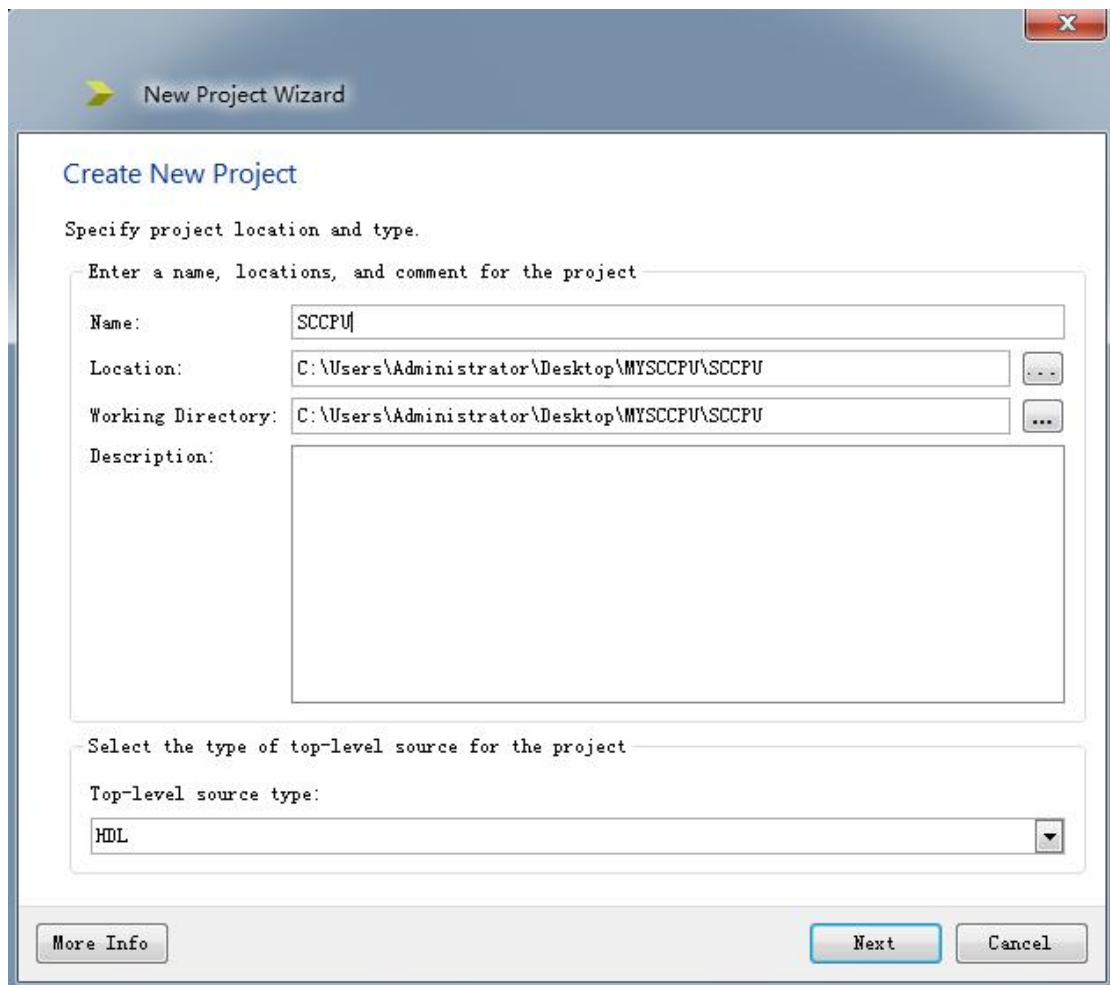 X
New Project Wizard
Create New Project
Specify project location and type.
Enter a name, locations, and comment for the project
Name: SCCPU
Location: C:\Users\Administrator\Desktop\MYSCCPU\SCCPU ...
Working Directory: C:\Users\Administrator\Desktop\MYSCCPU\SCCPU ...
Description:
Select the type of top-level source for the project
Top-level source type:
HDL
More Info Next Cancel